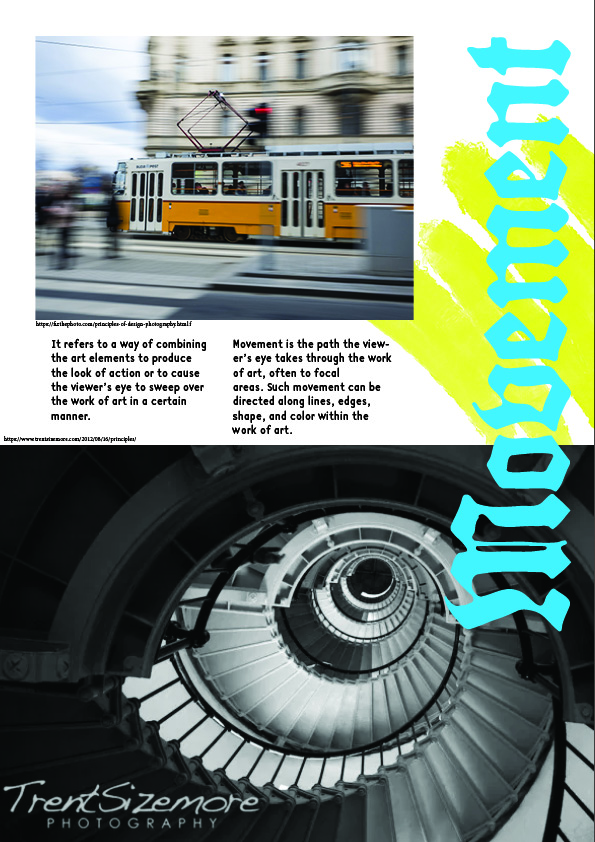 Movement
https://fixthephoto.com/principles-of-design-photography.html:f
It refers to a way of combining
the art elements to produce
the look of action or to cause
the viewer's eye to sweep over
the work of art in a certain
manner.
Movement is the path the view-
er's eye takes through the work
of art, often to focal
areas. Such movement can be
directed along lines, edges,
shape, and color within the
work of art.
https://www.trentsizemore.com/2012/08/16/principles/
TrentSizemore
PHOTOGRAPHY